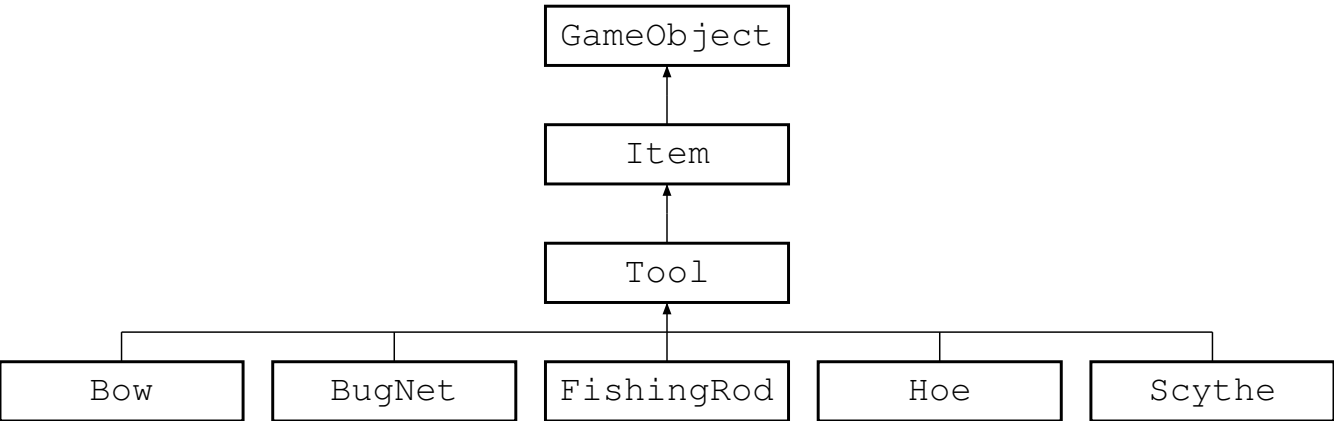 GameObject
Item
Tool
Bow
BugNet
FishingRod
Hoe
Scythe